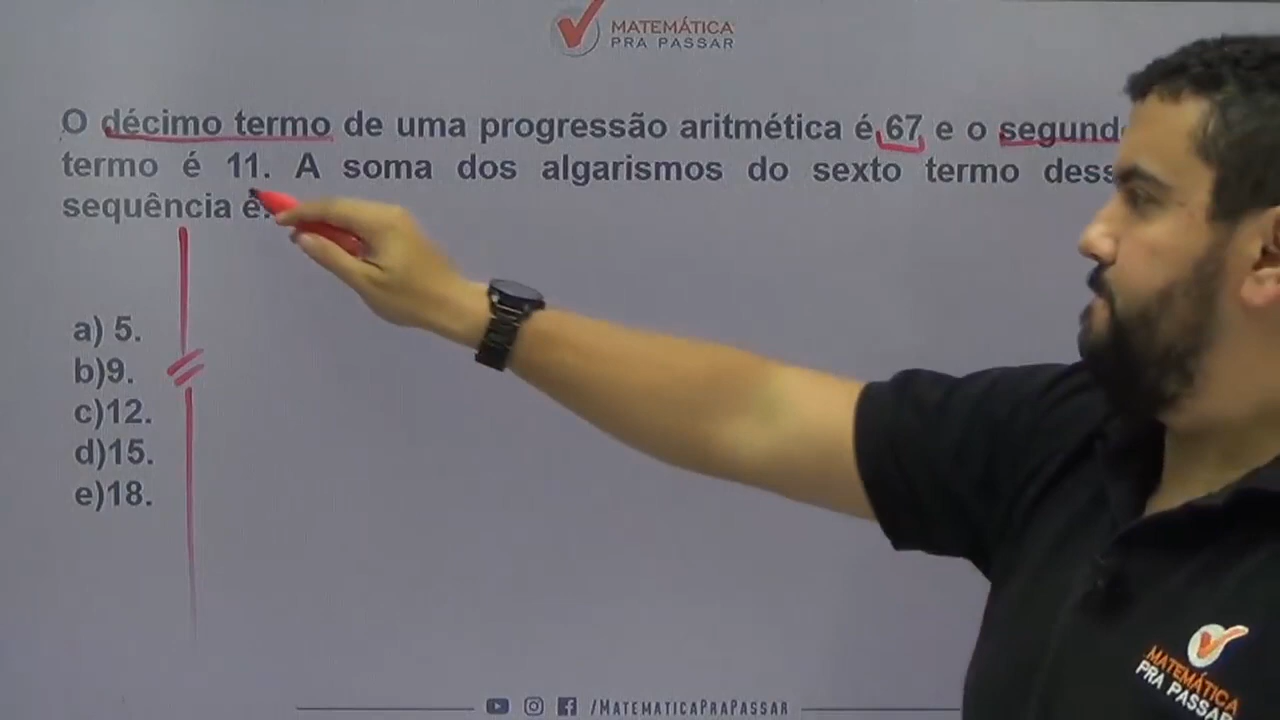 MATEMÁTICA
PRA PASSAR
O décimo termo de uma progressão aritmética é 67 e o
termo é 11. A soma dos algarismos do sexto termo
sequência é:
a) 5.
b)9.
c)12.
d)15.
e)18.
/MATEMATICAPRAPASSAR
MATEMÁTICA
PRA PASSAR